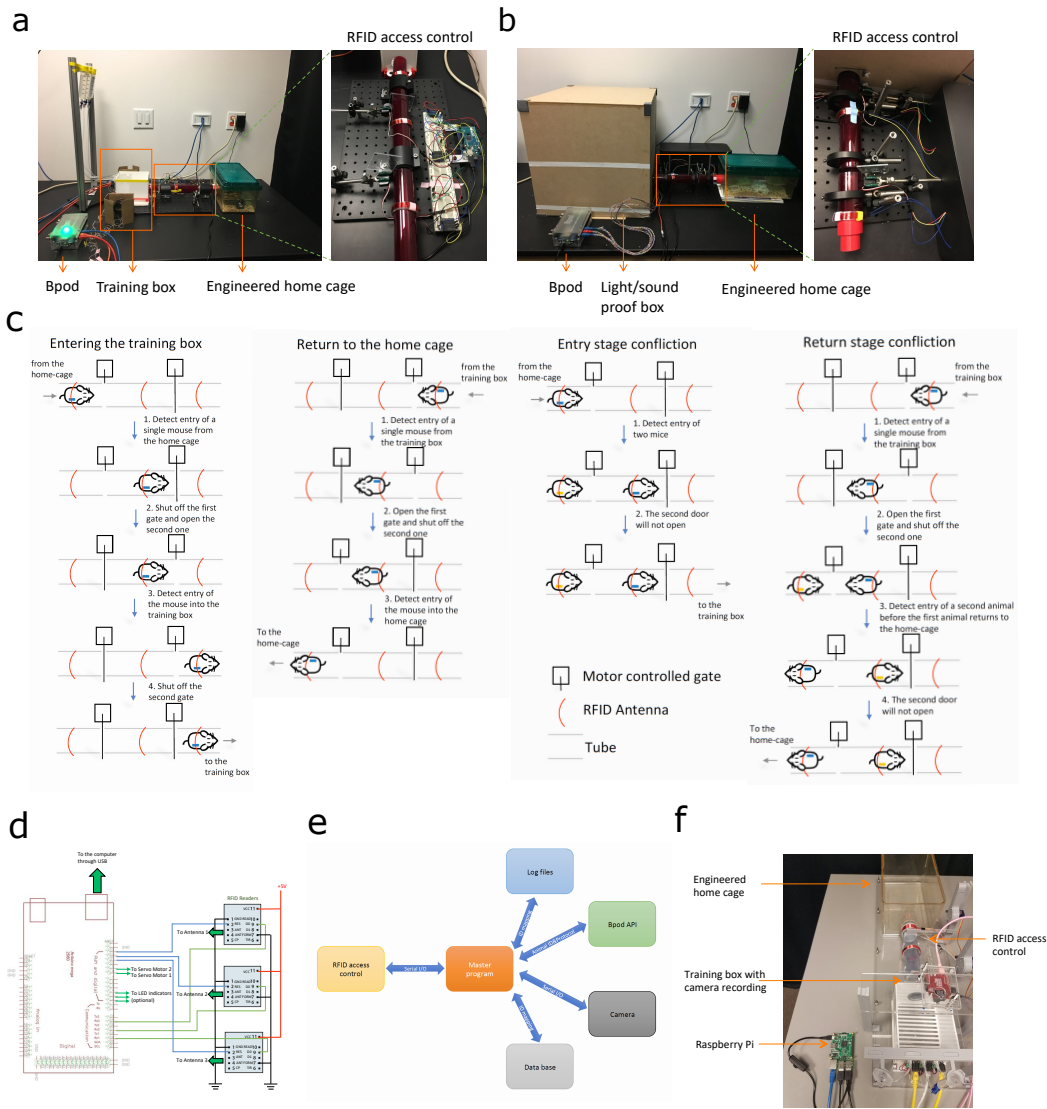 a
RFID access control
Bpod
Training box
Engineered home cage
b
RFID access control
Bpod
Light/sound
proof box
Engineered home cage
c
Entering the training box
from the
home-cage
1. Detect entry of a
single mouse from
the home cage
2. Shut off the first
gate and open the
second one
3. Detect entry of
the mouse into the
training box
4. Shut off the
second gate
to the
training box
Return to the home cage
from the
training box
1. Detect entry of a
single mouse from
the training box
2. Open the first
gate and shut off the
second one
3. Detect entry of
the mouse into the
home cage
To the
home-cage
Entry stage confliction
from the
home-cage
1. Detect entry of
two mice
2. The second door
will not open
to the
training box
Motor controlled gate
RFID Antenna
Tube
Return stage confliction
from the
training box
1. Detect entry of a
single mouse from
the training box
2. Open the first
gate and shut off the
second one
3. Detect entry of a second animal
before the first animal returns to
the home-cage
4. The second door
will not open
To the
home-cage
d
To the computer
through USB
+5V
RFID Readers
To Antenna 1
To Servo Motor 2
To Servo Motor 1
To Antenna 2
To LED indicators
(optional)
To Antenna 3
e
Log files
Bpod API
RFID access
control
Serial I/O
Master
program
Animal ID&Protocol
Serial I/O
Camera
Data base
f
Engineered
home cage
RFID access
control
Training box with
camera recording
Raspberry Pi